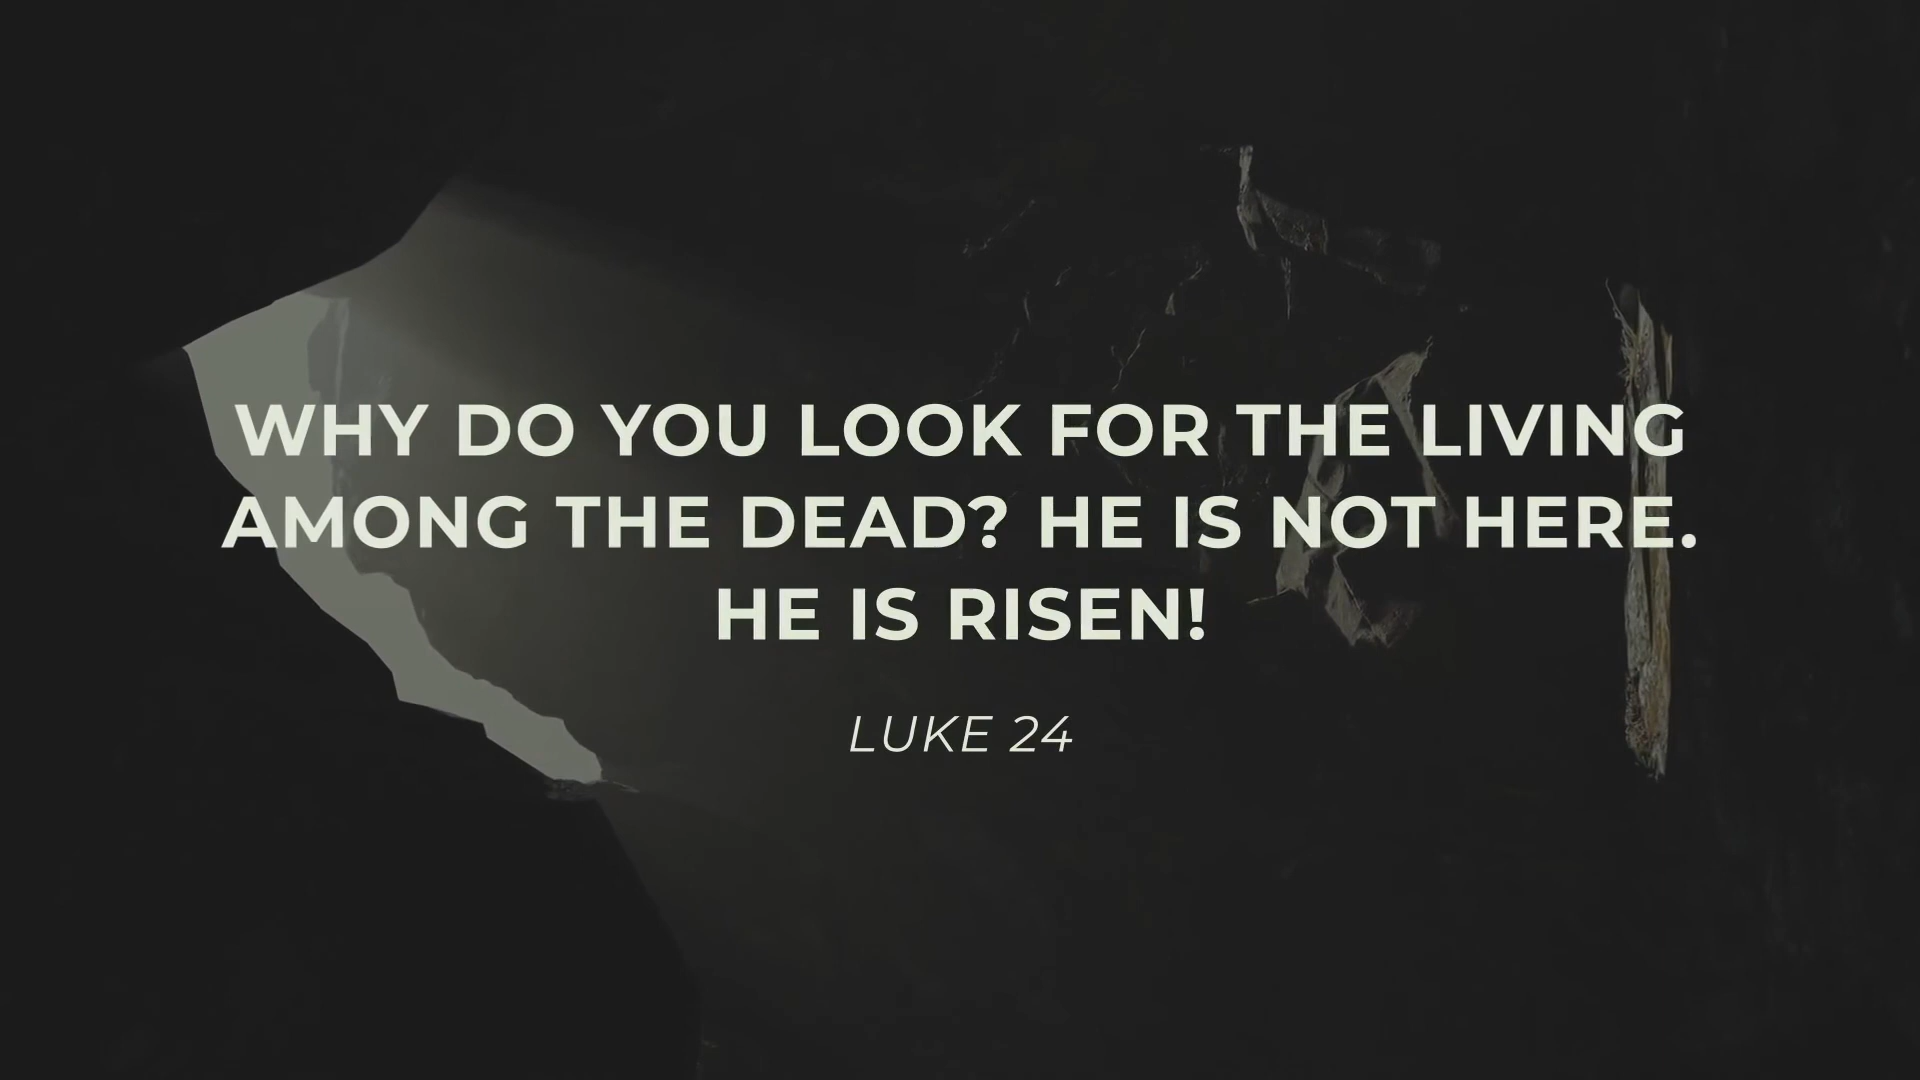 WHY DO YOU LOOK FOR THE LIVING
AMONG THE DEAD? HE IS NOT HERE.
HE IS RISEN!
LUKE 24